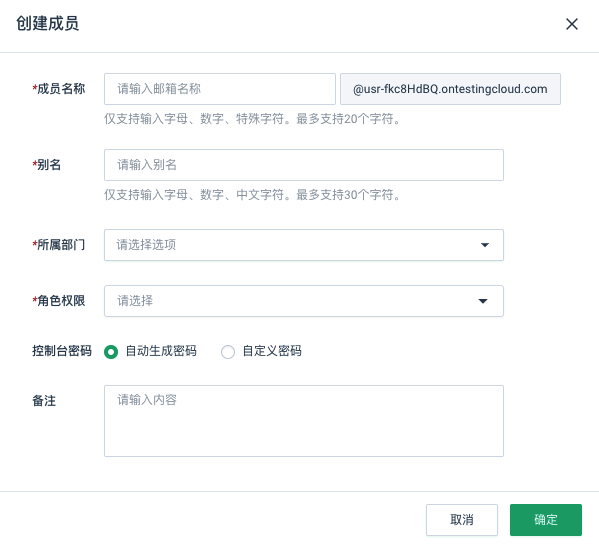 创建成员
*成员名称 请输入邮箱名称 @usr-fkc8HdBQ.ontestingcloud.com
仅支持输入字母、数字、特殊字符。最多支持20个字符。
*别名 请输入别名
仅支持输入字母、数字、中文字符。最多支持30个字符。
*所属部门 请选择选项
*角色权限 请选择
控制台密码 自动生成密码 自定义密码
备注 请输入内容
取消 确定